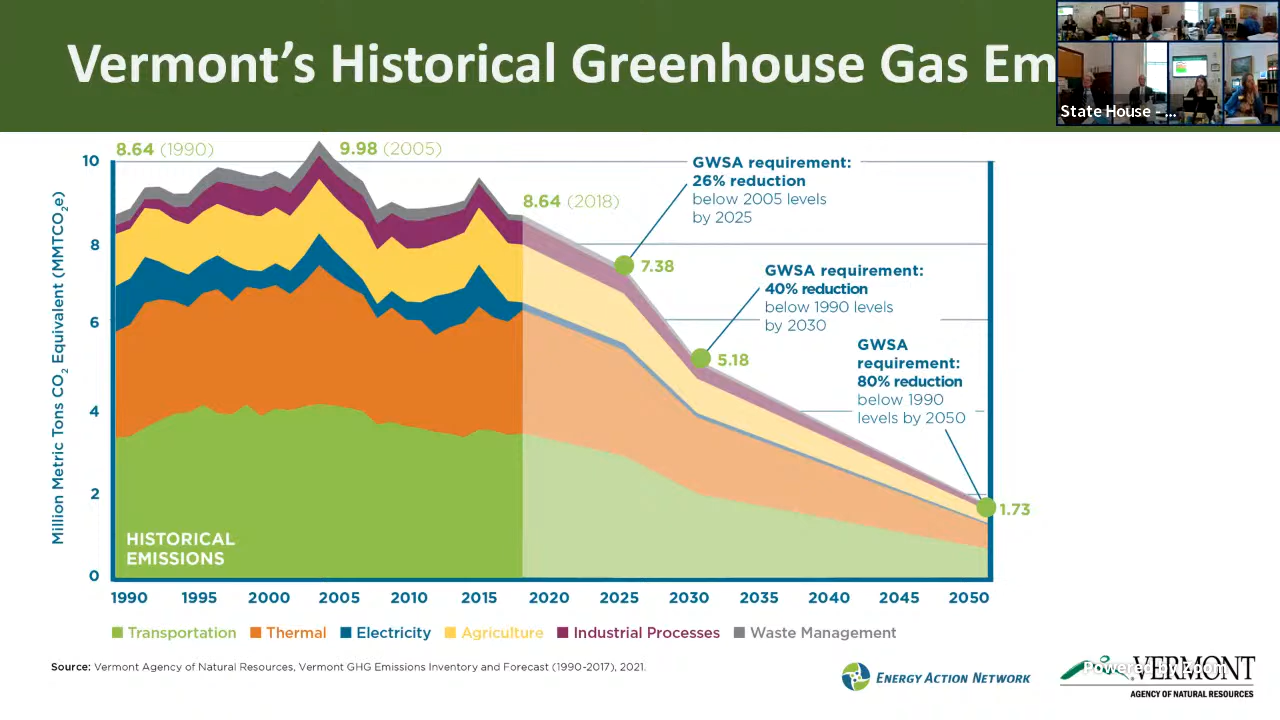 Vermont's Historical Greenhouse Gas Em
State House - ...
8.64 (1990)
9.98 (2005)
8.64 (2018)
GWSA requirement:
26% reduction
below 2005 levels
by 2025
7.38
GWSA requirement:
40% reduction
below 1990 levels
by 2030
5.18
GWSA
requirement:
80% reduction
below 1990
levels by 2050
1.73
Million Metric Tons CO2 Equivalent (MMTCO2e)
10
8
6
4
2
0
HISTORICAL
EMISSIONS
1990 1995 2000 2005 2010 2015 2020 2025 2030 2035 2040 2045 2050
Transportation Thermal Electricity Agriculture Industrial Processes Waste Management
Source: Vermont Agency of Natural Resources, Vermont GHG Emissions Inventory and Forecast (1990-2017), 2021.
ENERGY ACTION NETWORK
Powered by Zoom
VERMONT
AGENCY OF NATURAL RESOURCES